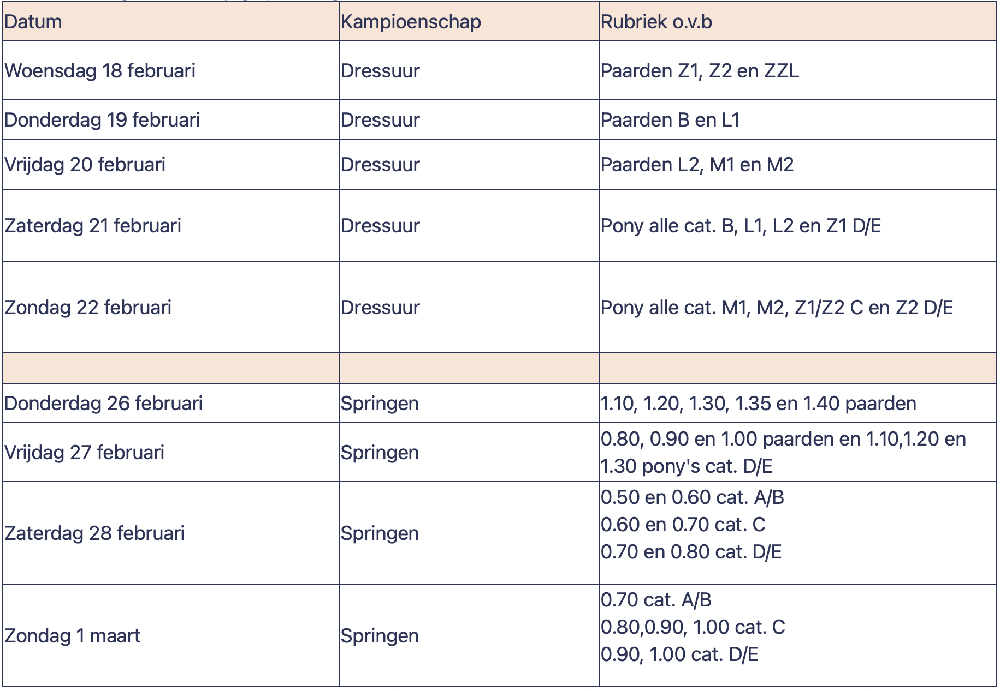 Datum Kampioenschap Rubriek o.v.b
Woensdag 18 februari Dressuur Paarden Z1, Z2 en ZZL
Donderdag 19 februari Dressuur Paarden B en L1
Vrijdag 20 februari Dressuur Paarden L2, M1 en M2
Zaterdag 21 februari Dressuur Pony alle cat. B, L1, L2 en Z1 D/E
Zondag 22 februari Dressuur Pony alle cat. M1, M2, Z1/Z2 C en Z2 D/E
Donderdag 26 februari Springen 1.10, 1.20, 1.30, 1.35 en 1.40 paarden
Vrijdag 27 februari Springen 0.80, 0.90 en 1.00 paarden en 1.10,1.20 en
1.30 pony's cat. D/E
Zaterdag 28 februari Springen 0.50 en 0.60 cat. A/B
0.60 en 0.70 cat. C
0.70 en 0.80 cat. D/E
Zondag 1 maart Springen 0.70 cat. A/B
0.80,0.90, 1.00 cat. C
0.90, 1.00 cat. D/E